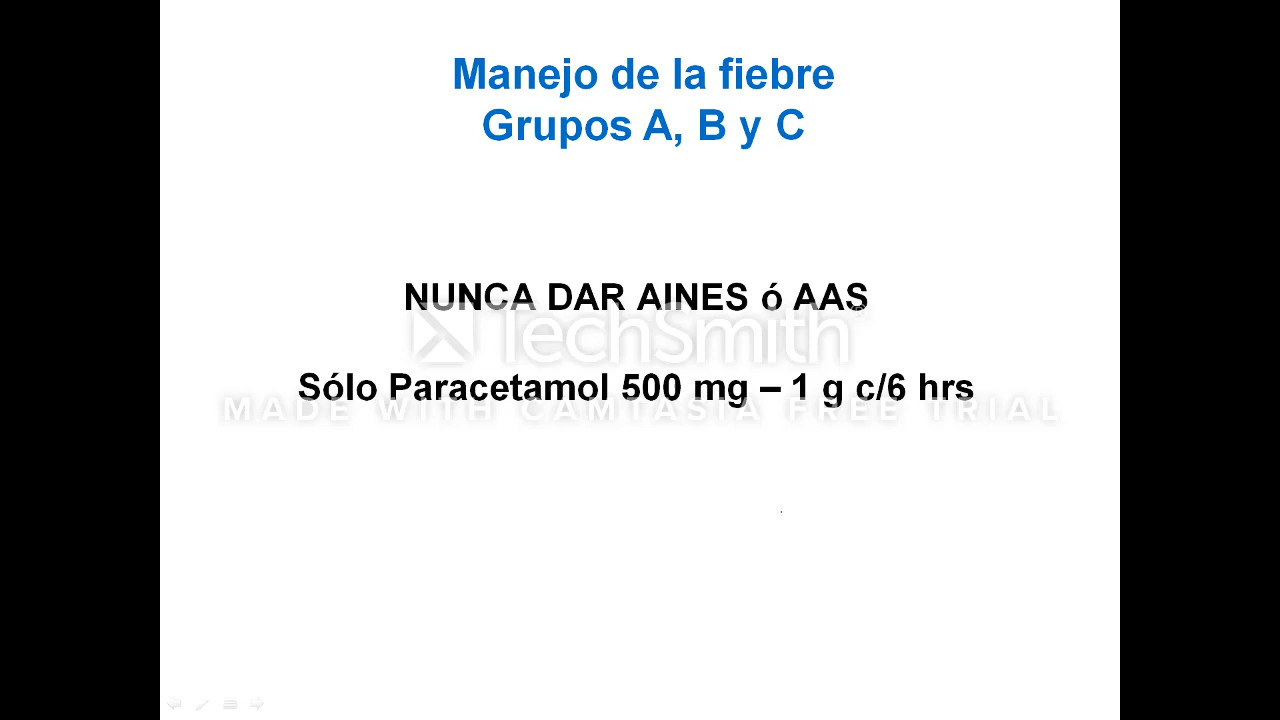 Manejo de la fiebre
Grupos A, B y C
NUNCA DAR AINES ó AAS
TechSmith
Sólo Paracetamol 500 mg – 1 g c/6 hrs
MADE WITH CAMTASIA FREE TRIAL